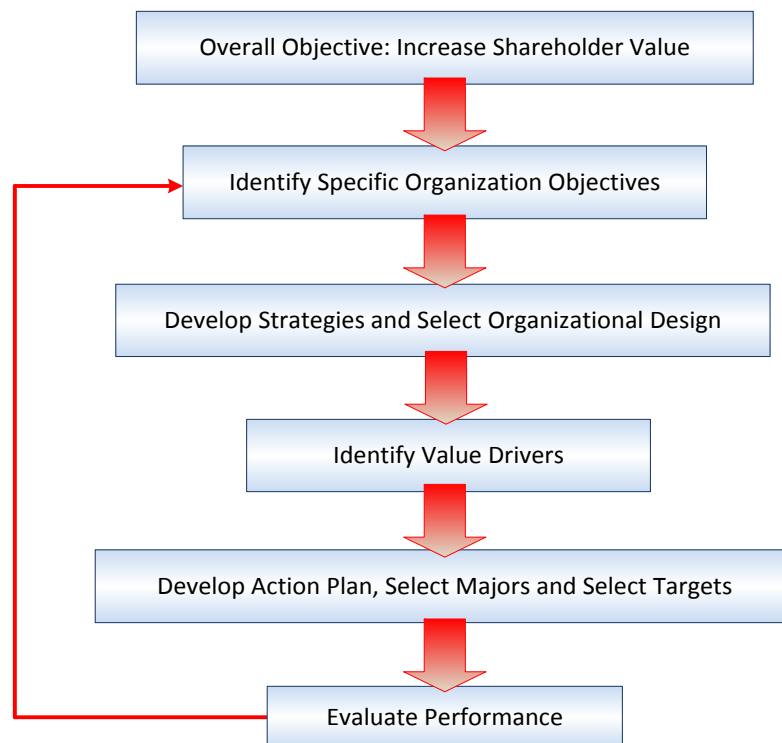 Overall Objective: Increase Shareholder Value
Identify Specific Organization Objectives
Develop Strategies and Select Organizational Design
Identify Value Drivers
Develop Action Plan, Select Majors and Select Targets
Evaluate Performance